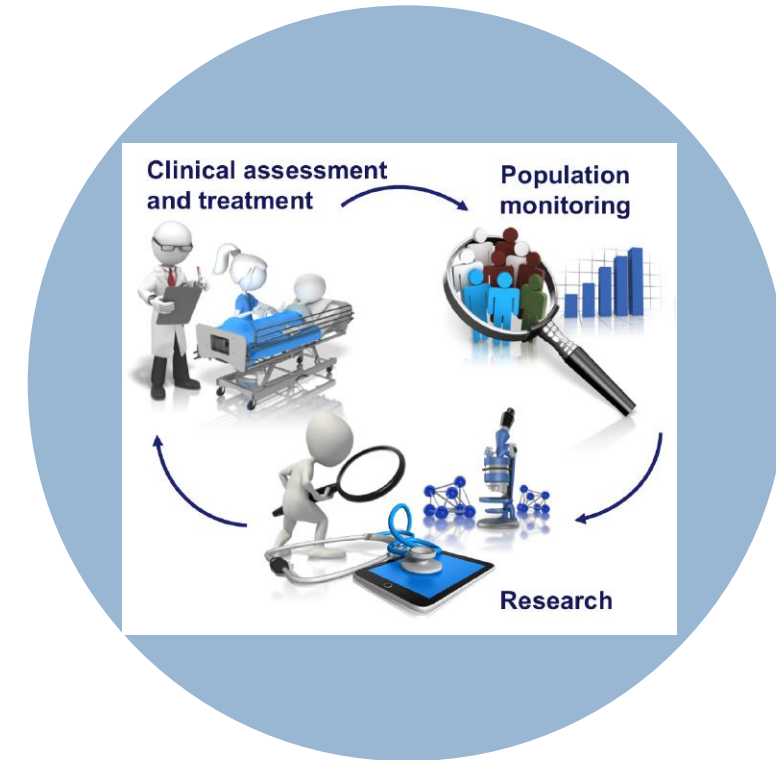 Clinical assessment
and treatment
Population
monitoring
Research